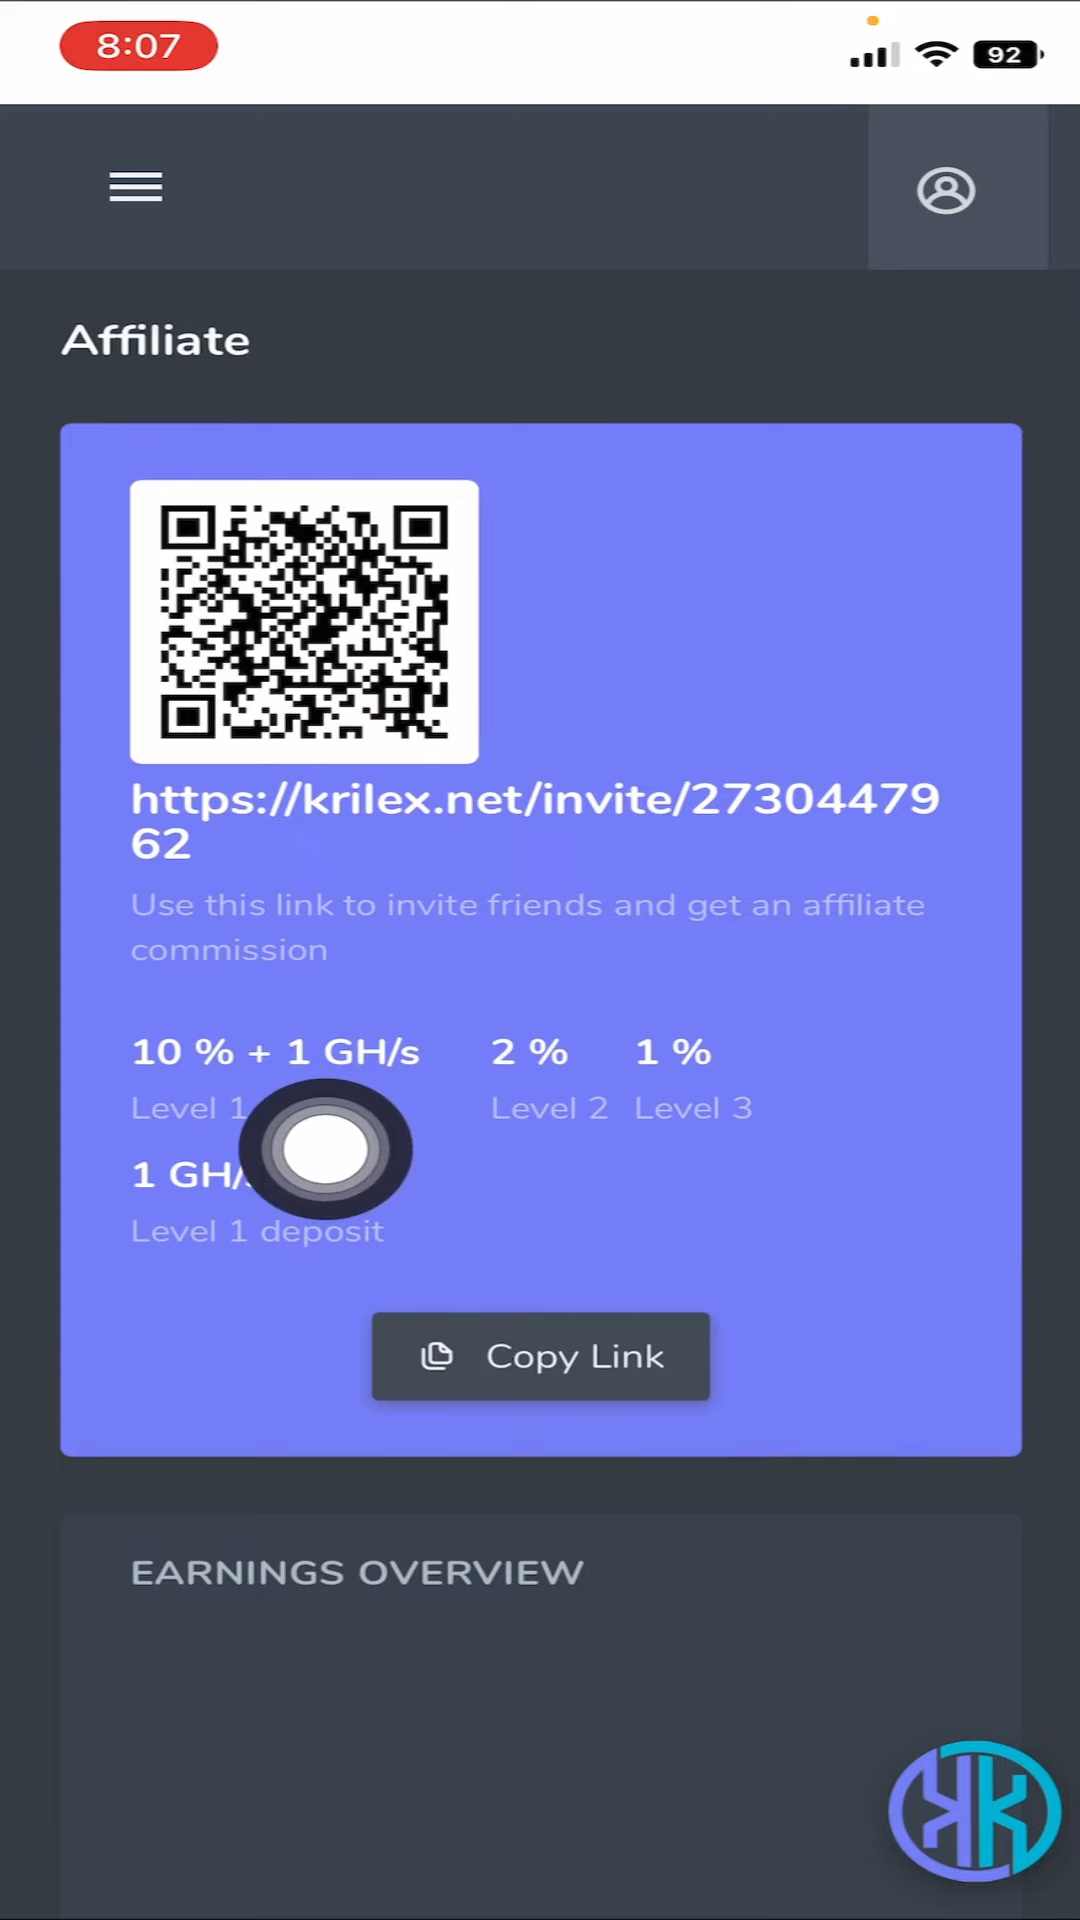 8:07
92
Affiliate
https://krilex.net/invite/27304479
62
Use this link to invite friends and get an affiliate
commission
10 % + 1 GH/s 2 % 1 %
Level 1 Level 2 Level 3
1 GH/
Level 1 deposit
Copy Link
EARNINGS OVERVIEW